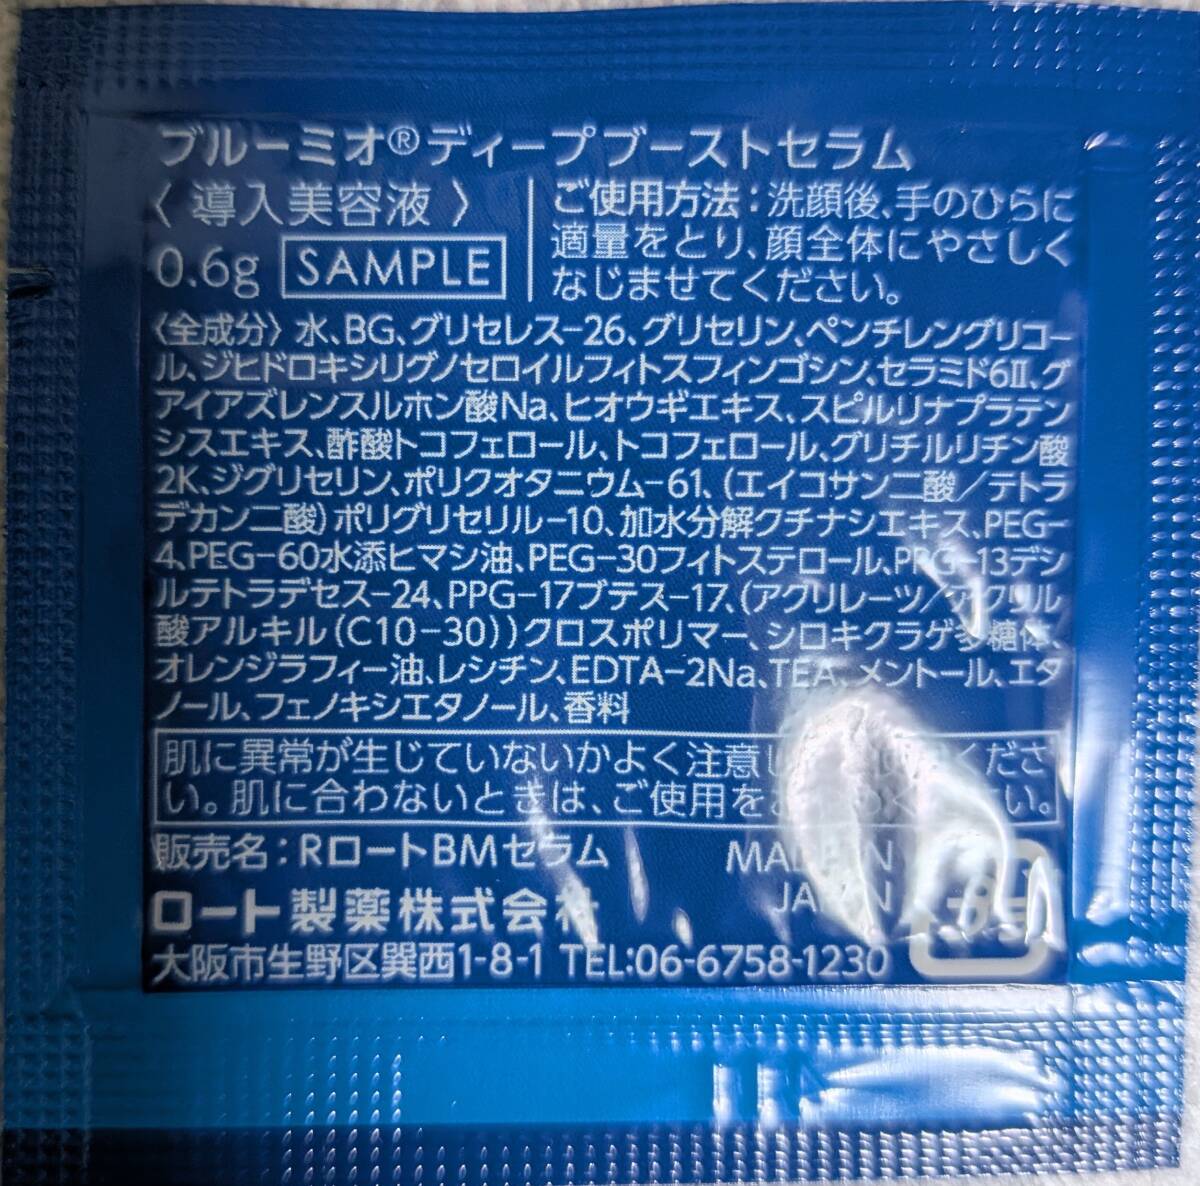 ブルーミオ®ディープブーストセラム
〈導入美容液〉
0.6g SAMPLE
ご使用方法：洗顔後、手のひらに
適量をとり、顔全体にやさしく
なじませてください。
〈全成分〉水、BG、グリセレス-26、グリセリン、ペンチレングリコー
ル、ジヒドロキシリグノセロイルフィトスフィンゴシン、セラミド6Ⅱ、グ
アイアズレンスルホン酸Na、ヒオウギエキス、スピルリナプラテン
シスエキス、酢酸トコフェロール、トコフェロール、グリチルリチン酸
2K、ジグリセリン、ポリクオタニウム-61、(エイコサン二酸/テトラ
デカン二酸)ポリグリセリル-10、加水分解クチナシエキス、PEG-
4、PEG-60水添ヒマシ油、PEG-30フィトステロール、PPG-13デシ
ルテトラデセス-24、PPG-17ブテス-17、(アクリレーツ/アクリル
酸アルキル(C10-30))クロスポリマー、シロキクラゲ多糖体、
オレンジラフィー油、レシチン、EDTA-2Na、TEA、メントール、エタ
ノール、フェノキシエタノール、香料
肌に異常が生じていないかよく注意し ください
い。肌に合わないときは、ご使用をお い。
販売名：RロートBMセラム
MADE IN
JAPAN
ロート製薬株式会社
大阪市生野区巽西1-8-1 TEL:06-6758-1230